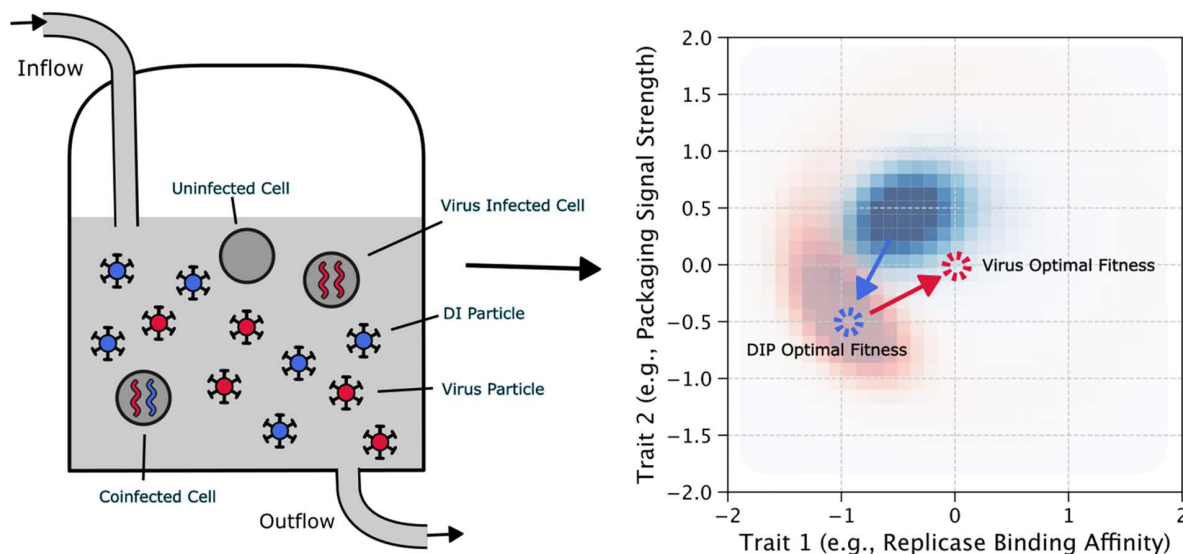 Inflow
Uninfected Cell
Virus Infected Cell
DI Particle
Virus Particle
Coinfected Cell
Outflow
Trait 2 (e.g., Packaging Signal Strength)
2.0
1.5
1.0
0.5
0.0
-0.5
-1.0
-1.5
-2.0
Virus Optimal Fitness
DIP Optimal Fitness
−2
−1
0
1
2
Trait 1 (e.g., Replicase Binding Affinity)